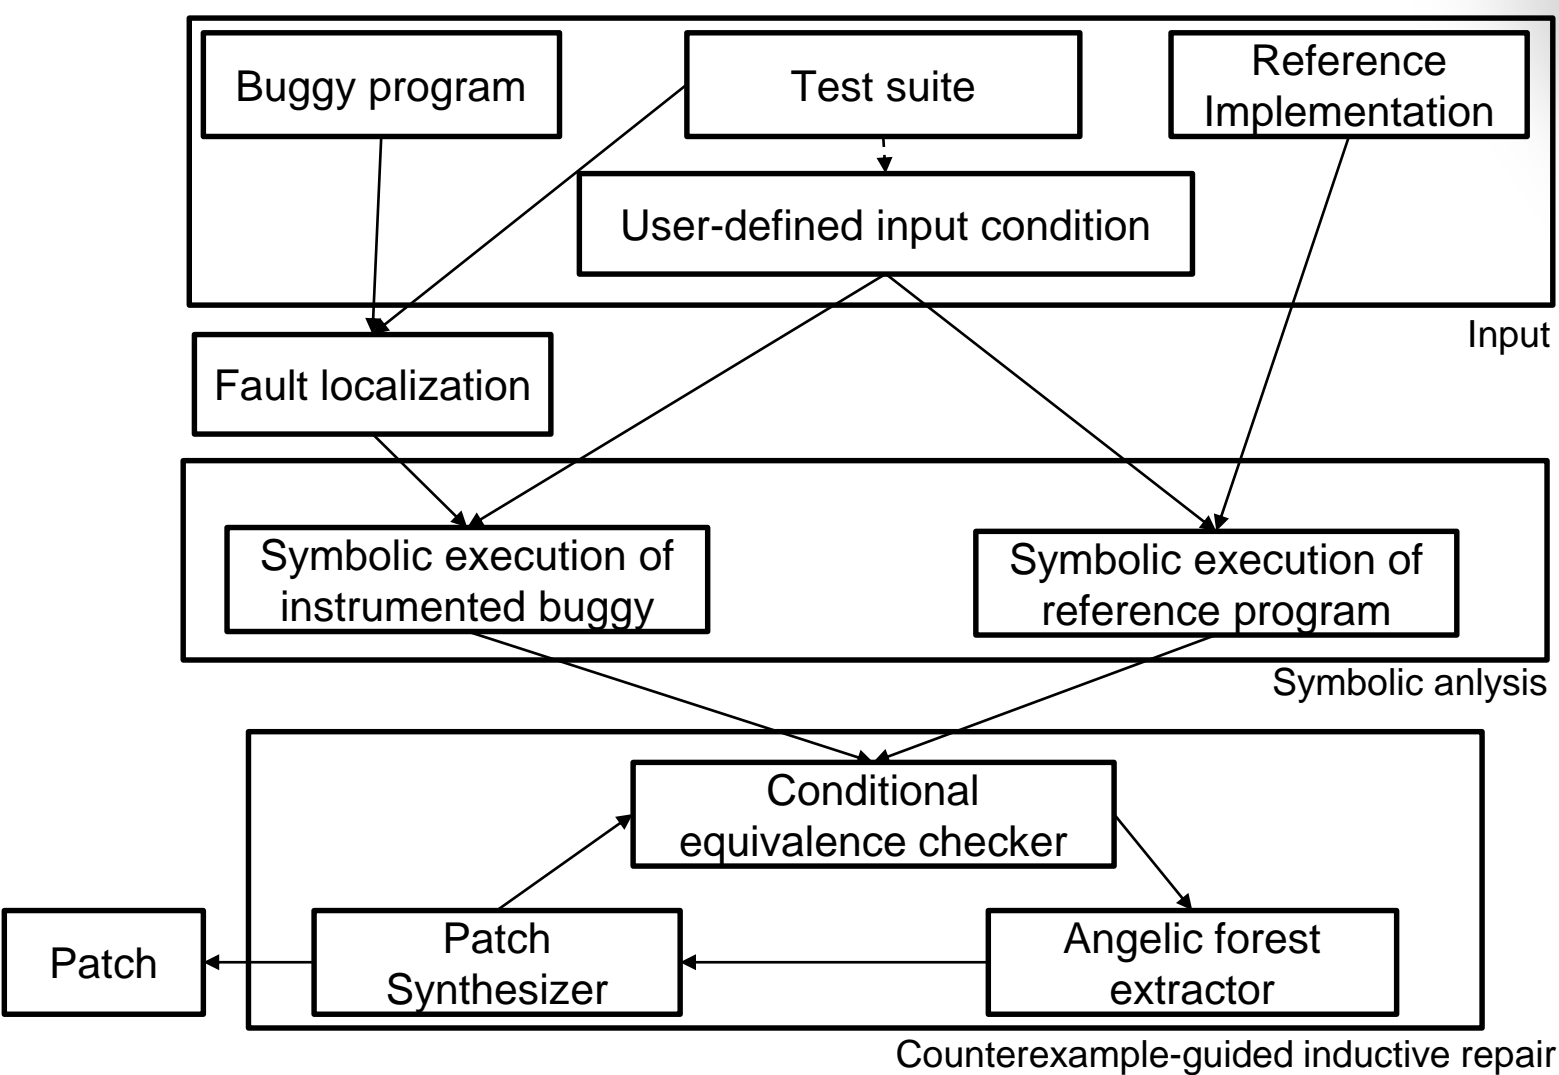 Buggy program
Test suite
Reference
Implementation
User-defined input condition
Input
Fault localization
Symbolic execution of
instrumented buggy
Symbolic execution of
reference program
Symbolic anlysis
Conditional
equivalence checker
Patch
Patch
Synthesizer
Angelic forest
extractor
Counterexample-guided inductive repair